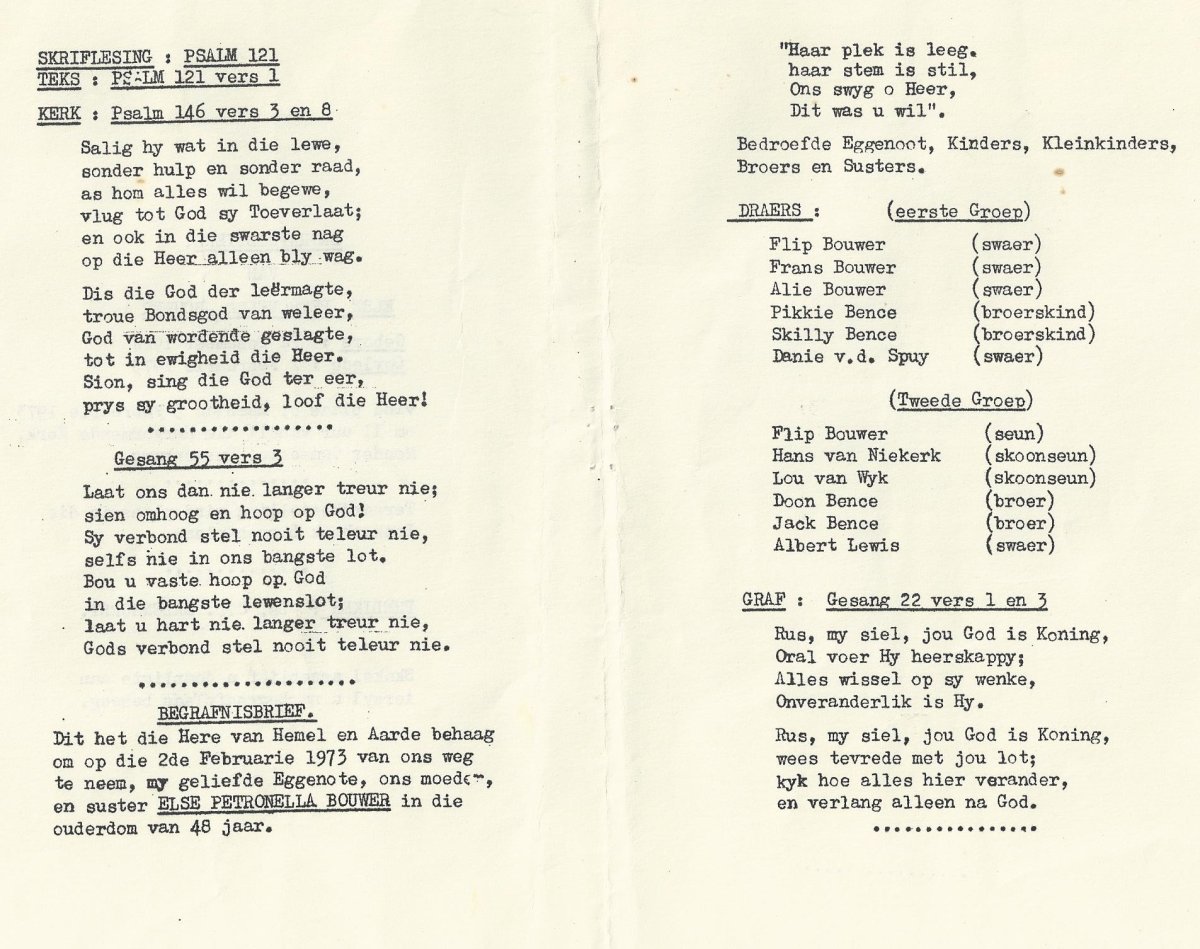 SKRIFLESING : PSALM 121
TEKS : PSALM 121 vers 1
KERK : Psalm 146 vers 3 en 8
Salig hy wat in die lewe,
sonder hulp en sonder raad,
as hom alles wil begewe,
vlug tot God sy Toeverlaat;
en ook in die swarste nag
op die Heer alleen bly wag.
Dis die God der leërmagte,
troue Bondsgod van weleer,
God van wordende geslagte,
tot in ewigheid die Heer.
Sion, sing die God ter eer,
prys sy grootheid, loof die Heer!
..................
Gesang 55 vers 3
Laat ons dan nie langer treur nie;
sien omhoog en hoop op God!
Sy verbond stel nooit teleur nie,
selfs nie in ons bangste lot.
Bou u vaste hoop op God
in die bangste lewenslot;
laat u hart nie langer treur nie,
Gods verbond stel nooit teleur nie.
.....................
BEGRAFNISBRIEF.
Dit het die Here van Hemel en Aarde behaag
om op die 2de Februarie 1973 van ons weg
te neem, my geliefde Eggenote, ons moeder,
en suster ELSE PETRONELLA BOUWER in die
ouderdom van 48 jaar.
"Haar plek is leeg.
haar stem is stil,
Ons swyg o Heer,
Dit was u wil".
Bedroefde Eggenoot, Kinders, Kleinkinders,
Broers en Susters.
DRAERS : (eerste Groep)
Flip Bouwer (swaer)
Frans Bouwer (swaer)
Alie Bouwer (swaer)
Pikkie Bence (broerskind)
Skilly Bence (broerskind)
Danie v.d. Spuy (swaer)
(Tweede Groep)
Flip Bouwer (seun)
Hans van Niekerk (skoonseun)
Lou van Wyk (skoonseun)
Doon Bence (broer)
Jack Bence (broer)
Albert Lewis (swaer)
GRAF : Gesang 22 vers 1 en 3
Rus, my siel, jou God is Koning,
Oral voer Hy heerskappy;
Alles wissel op sy wenke,
Onveranderlik is Hy.
Rus, my siel, jou God is Koning,
wees tevrede met jou lot;
kyk hoe alles hier verander,
en verlang alleen na God.
................